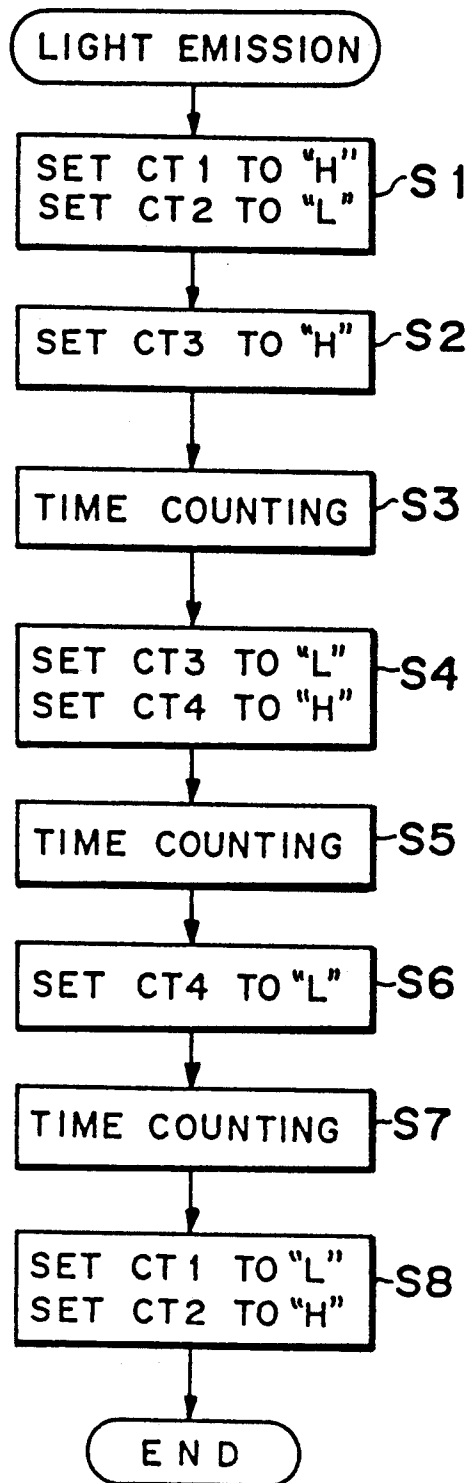 LIGHT EMISSION
SET CT1 TO "H"
SET CT2 TO "L"
S1
SET CT3 TO "H"
S2
TIME COUNTING
S3
SET CT3 TO "L"
SET CT4 TO "H"
S4
TIME COUNTING
S5
SET CT4 TO "L"
S6
TIME COUNTING
S7
SET CT1 TO "L"
SET CT2 TO "H"
S8
END